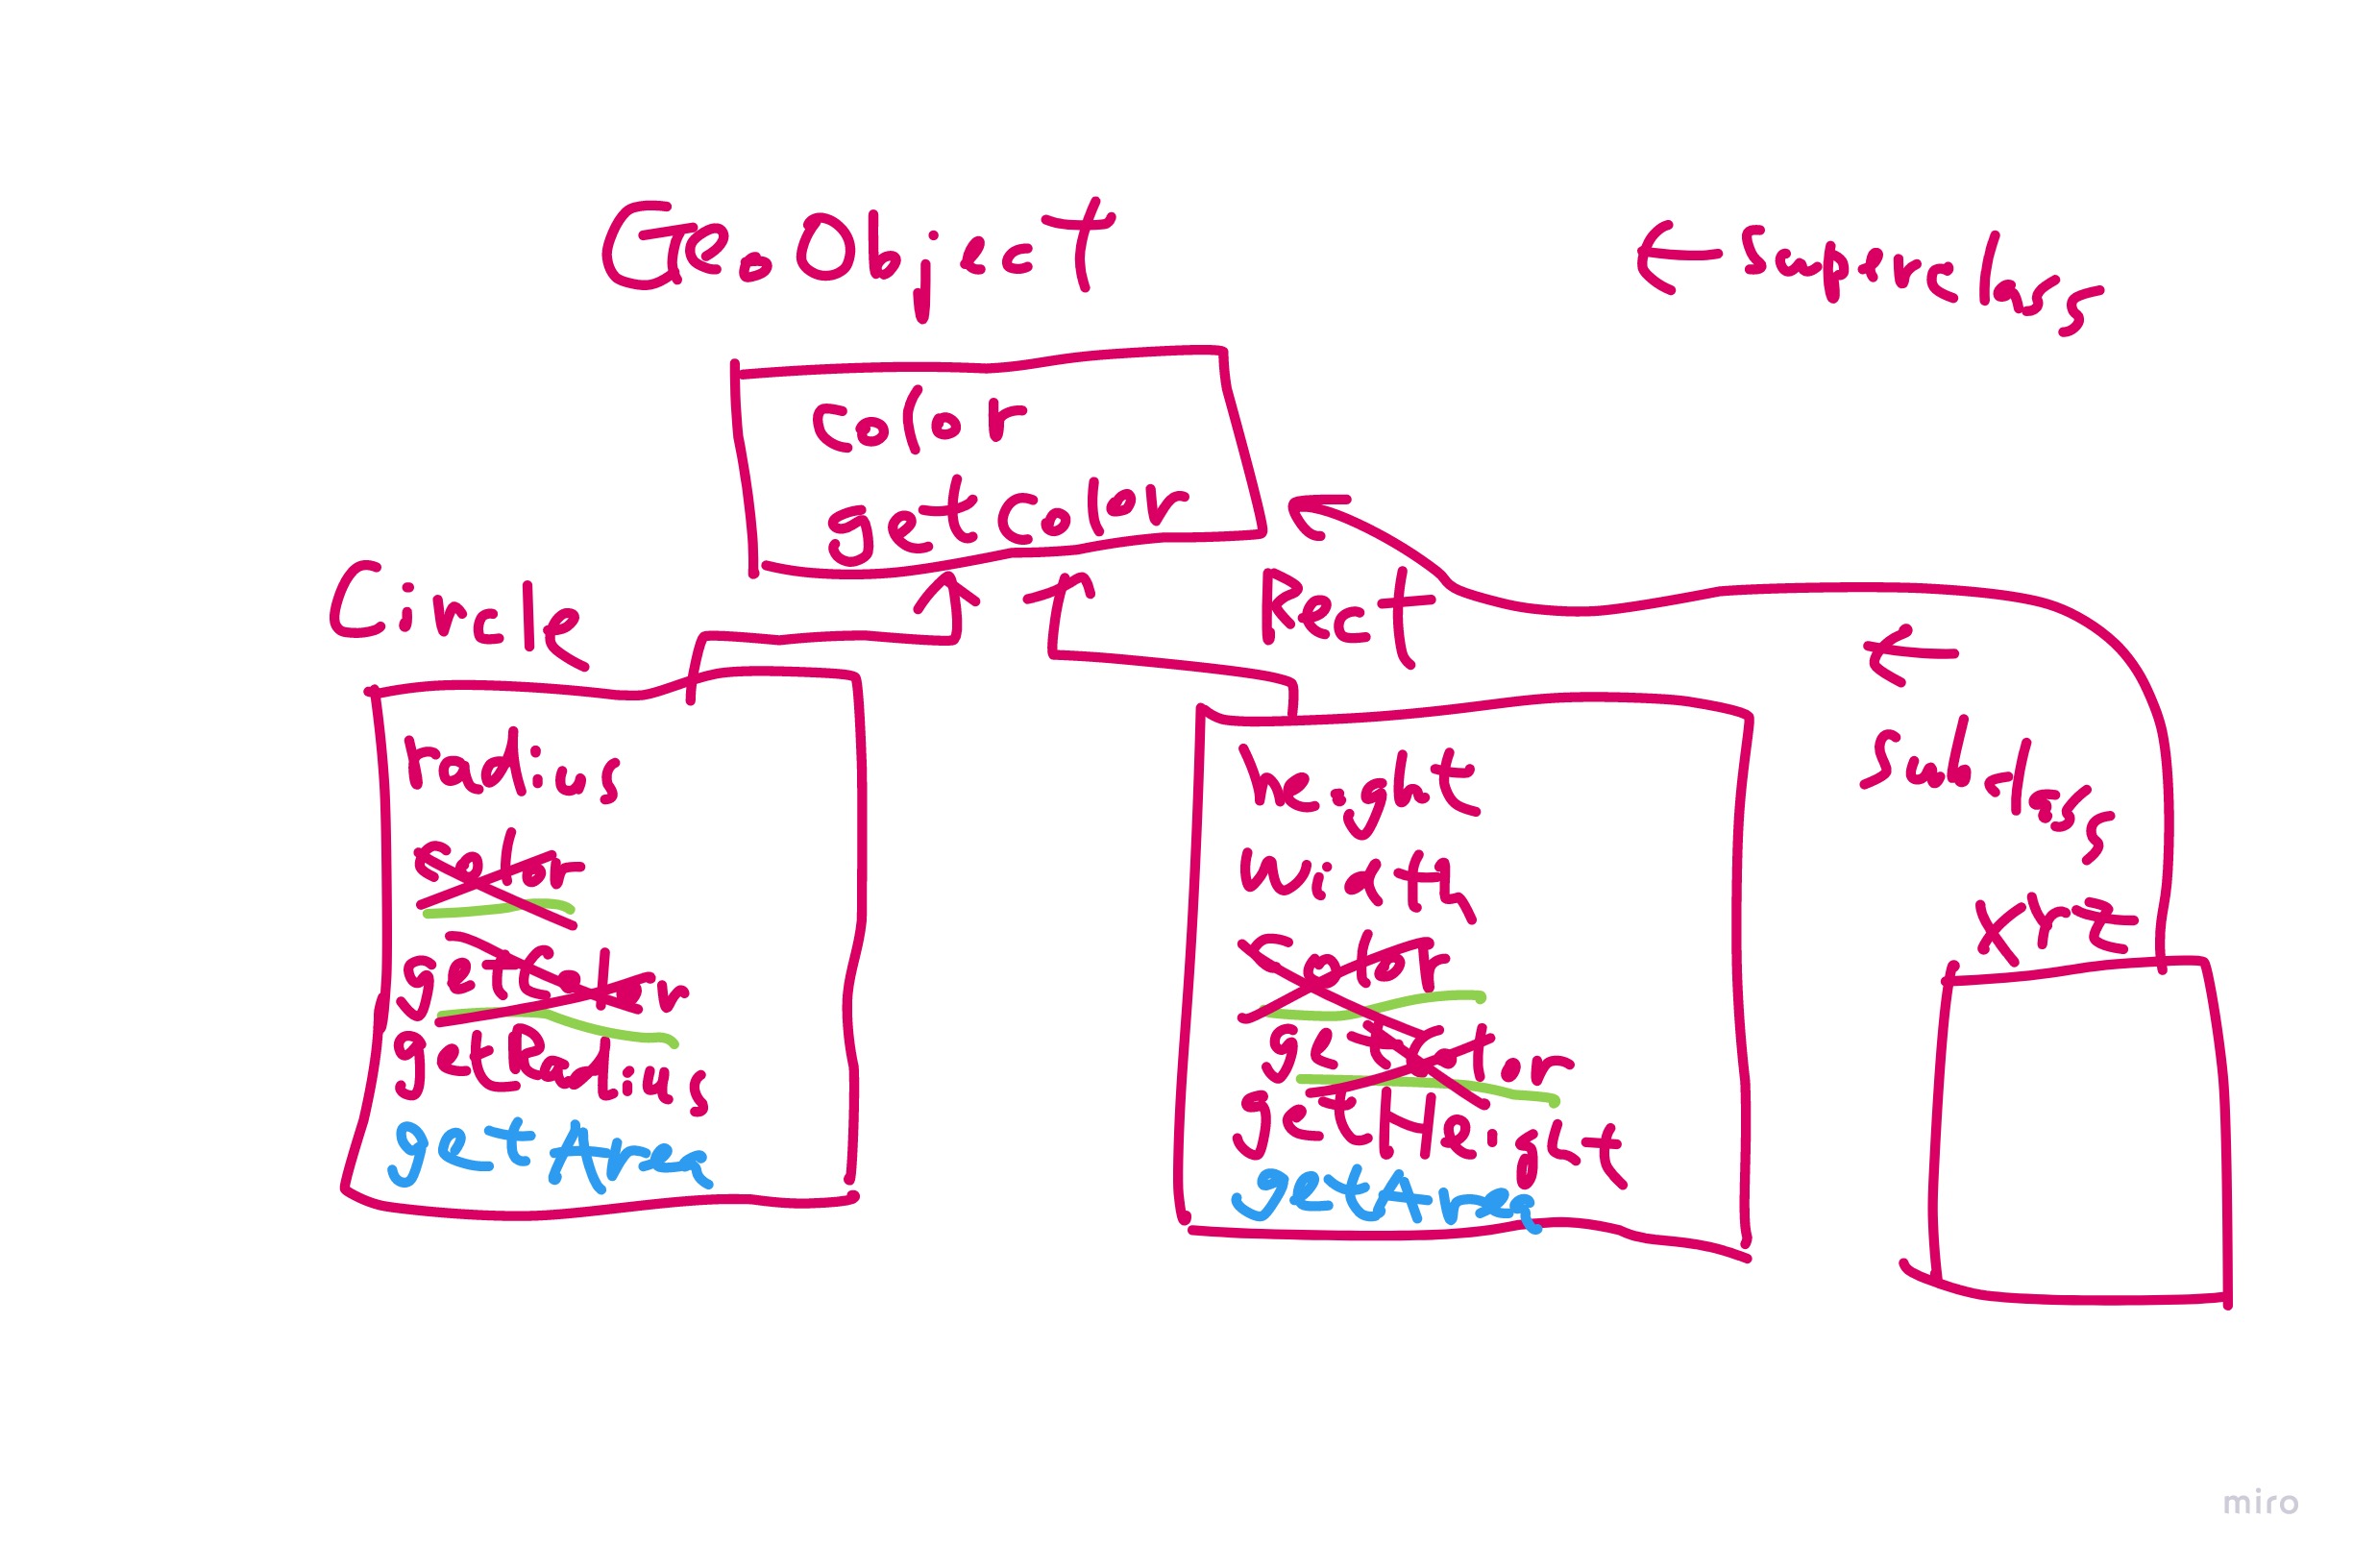 GeoObject
← Superclass
color
getColor
Circle
radius
color
getColor
getRadius
getArea
Rect
height
width
Color
getColor
getHeight
getArea
←
Subclass
XYZ
miro